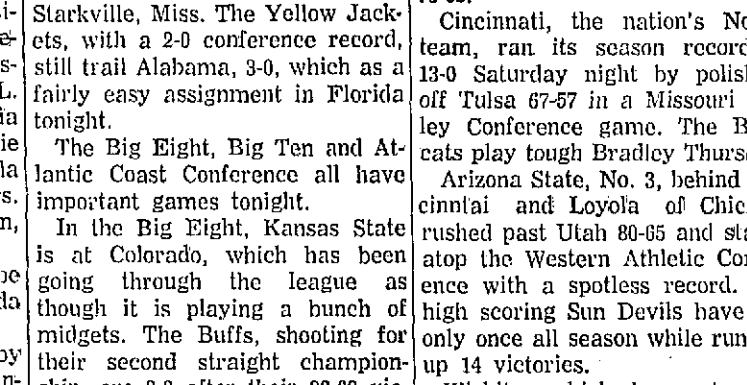 Starkville, Miss. The Yellow Jack-
ets, with a 2-0 conference record,
still trail Alabama, 3-0, which as a
fairly easy assignment in Florida
tonight.
The Big Eight, Big Ten and At-
lantic Coast Conference all have
important games tonight.
In the Big Eight, Kansas State
is at Colorado, which has been
going through the league as
though it is playing a bunch of
midgets. The Buffs, shooting for
their second straight champion-
Cincinnati, the nation's No
team, ran its season record
13-0 Saturday night by polish
off Tulsa 67-57 in a Missouri
ley Conference game. The B
cats play tough Bradley Thurs
Arizona State, No. 3, behind
cinnlai and Loyola of Chic
rushed past Utah 80-65 and sta
atop the Western Athletic Con
ence with a spotless record.
high scoring Sun Devils have
only once all season while run
up 14 victories.